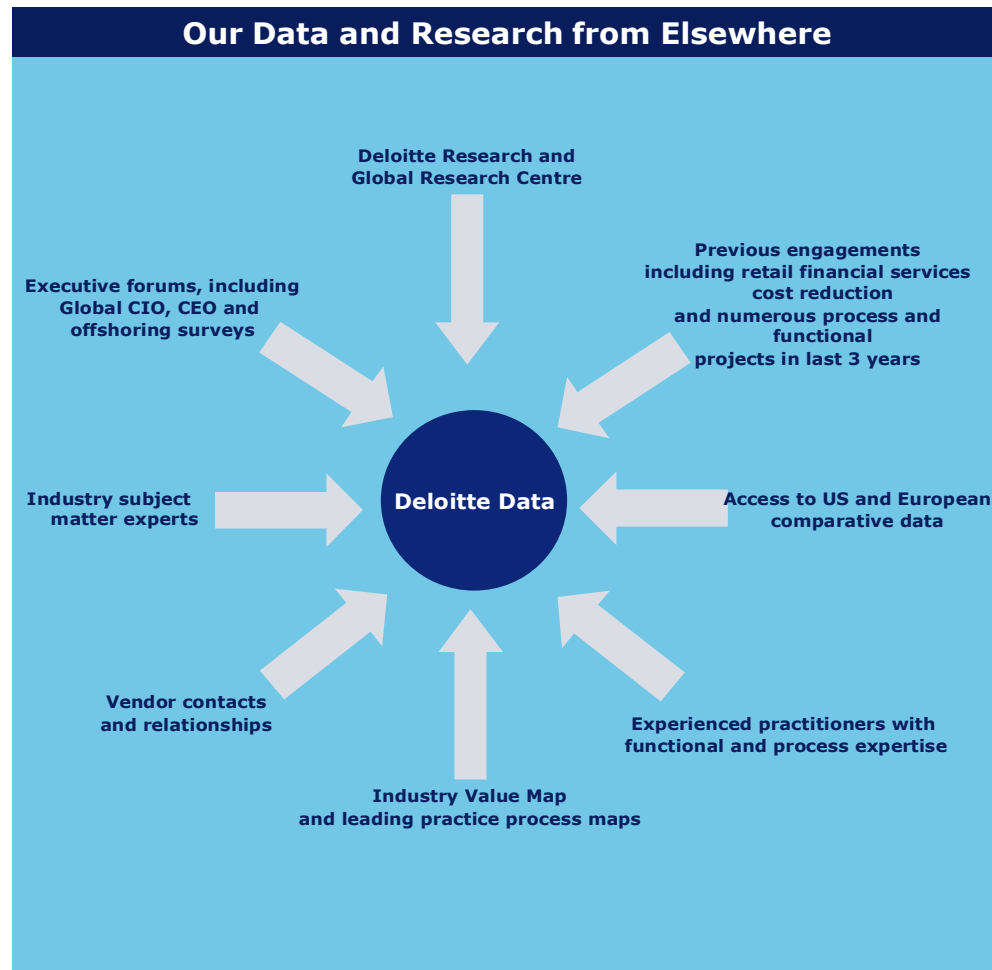 Our Data and Research from Elsewhere
Deloitte Research and
Global Research Centre
Previous engagements
including retail financial services
cost reduction
and numerous process and
functional
projects in last 3 years
Executive forums, including
Global CIO, CEO and
offshoring surveys
Deloitte Data
Industry subject
matter experts
Access to US and European
comparative data
Vendor contacts
and relationships
Experienced practitioners with
functional and process expertise
Industry Value Map
and leading practice process maps